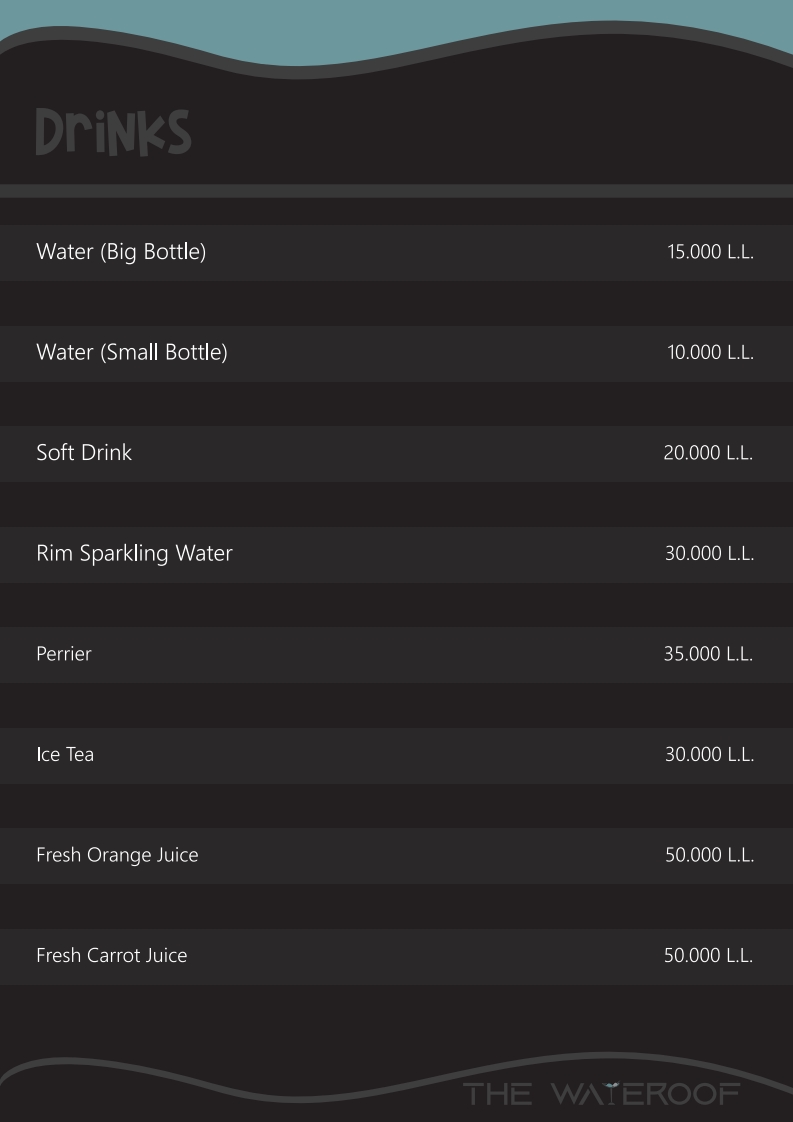 DriNKS
Water (Big Bottle) 15.000 L.L.
Water (Small Bottle) 10.000 L.L.
Soft Drink 20.000 L.L.
Rim Sparkling Water 30.000 L.L.
Perrier 35.000 L.L.
Ice Tea 30.000 L.L.
Fresh Orange Juice 50.000 L.L.
Fresh Carrot Juice 50.000 L.L.
THE WATEROOF